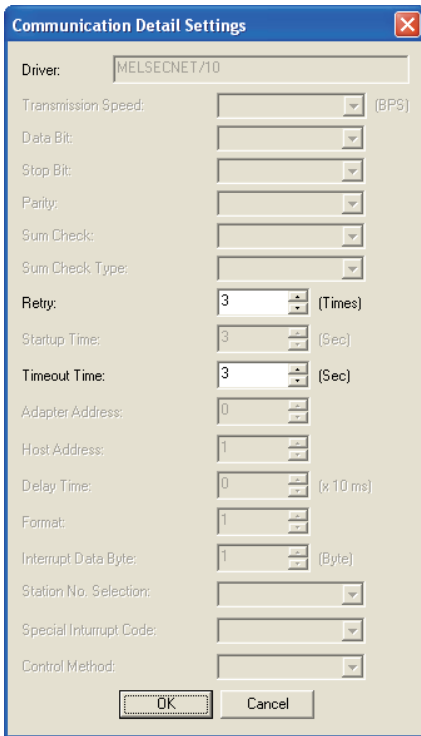 Communication Detail Settings
Driver: MELSECNET/10
Transmission Speed: (BPS)
Data Bit:
Stop Bit:
Parity:
Sum Check:
Sum Check Type:
Retry: 3 (Times)
Startup Time: 3 (Sec)
Timeout Time: 3 (Sec)
Adapter Address: 0
Host Address: 1
Delay Time: 0 (x 10 ms)
Format: 1
Interrupt Data Byte: 1 (Byte)
Station No. Selection:
Special Inturrupt Code:
Control Method:
OK Cancel